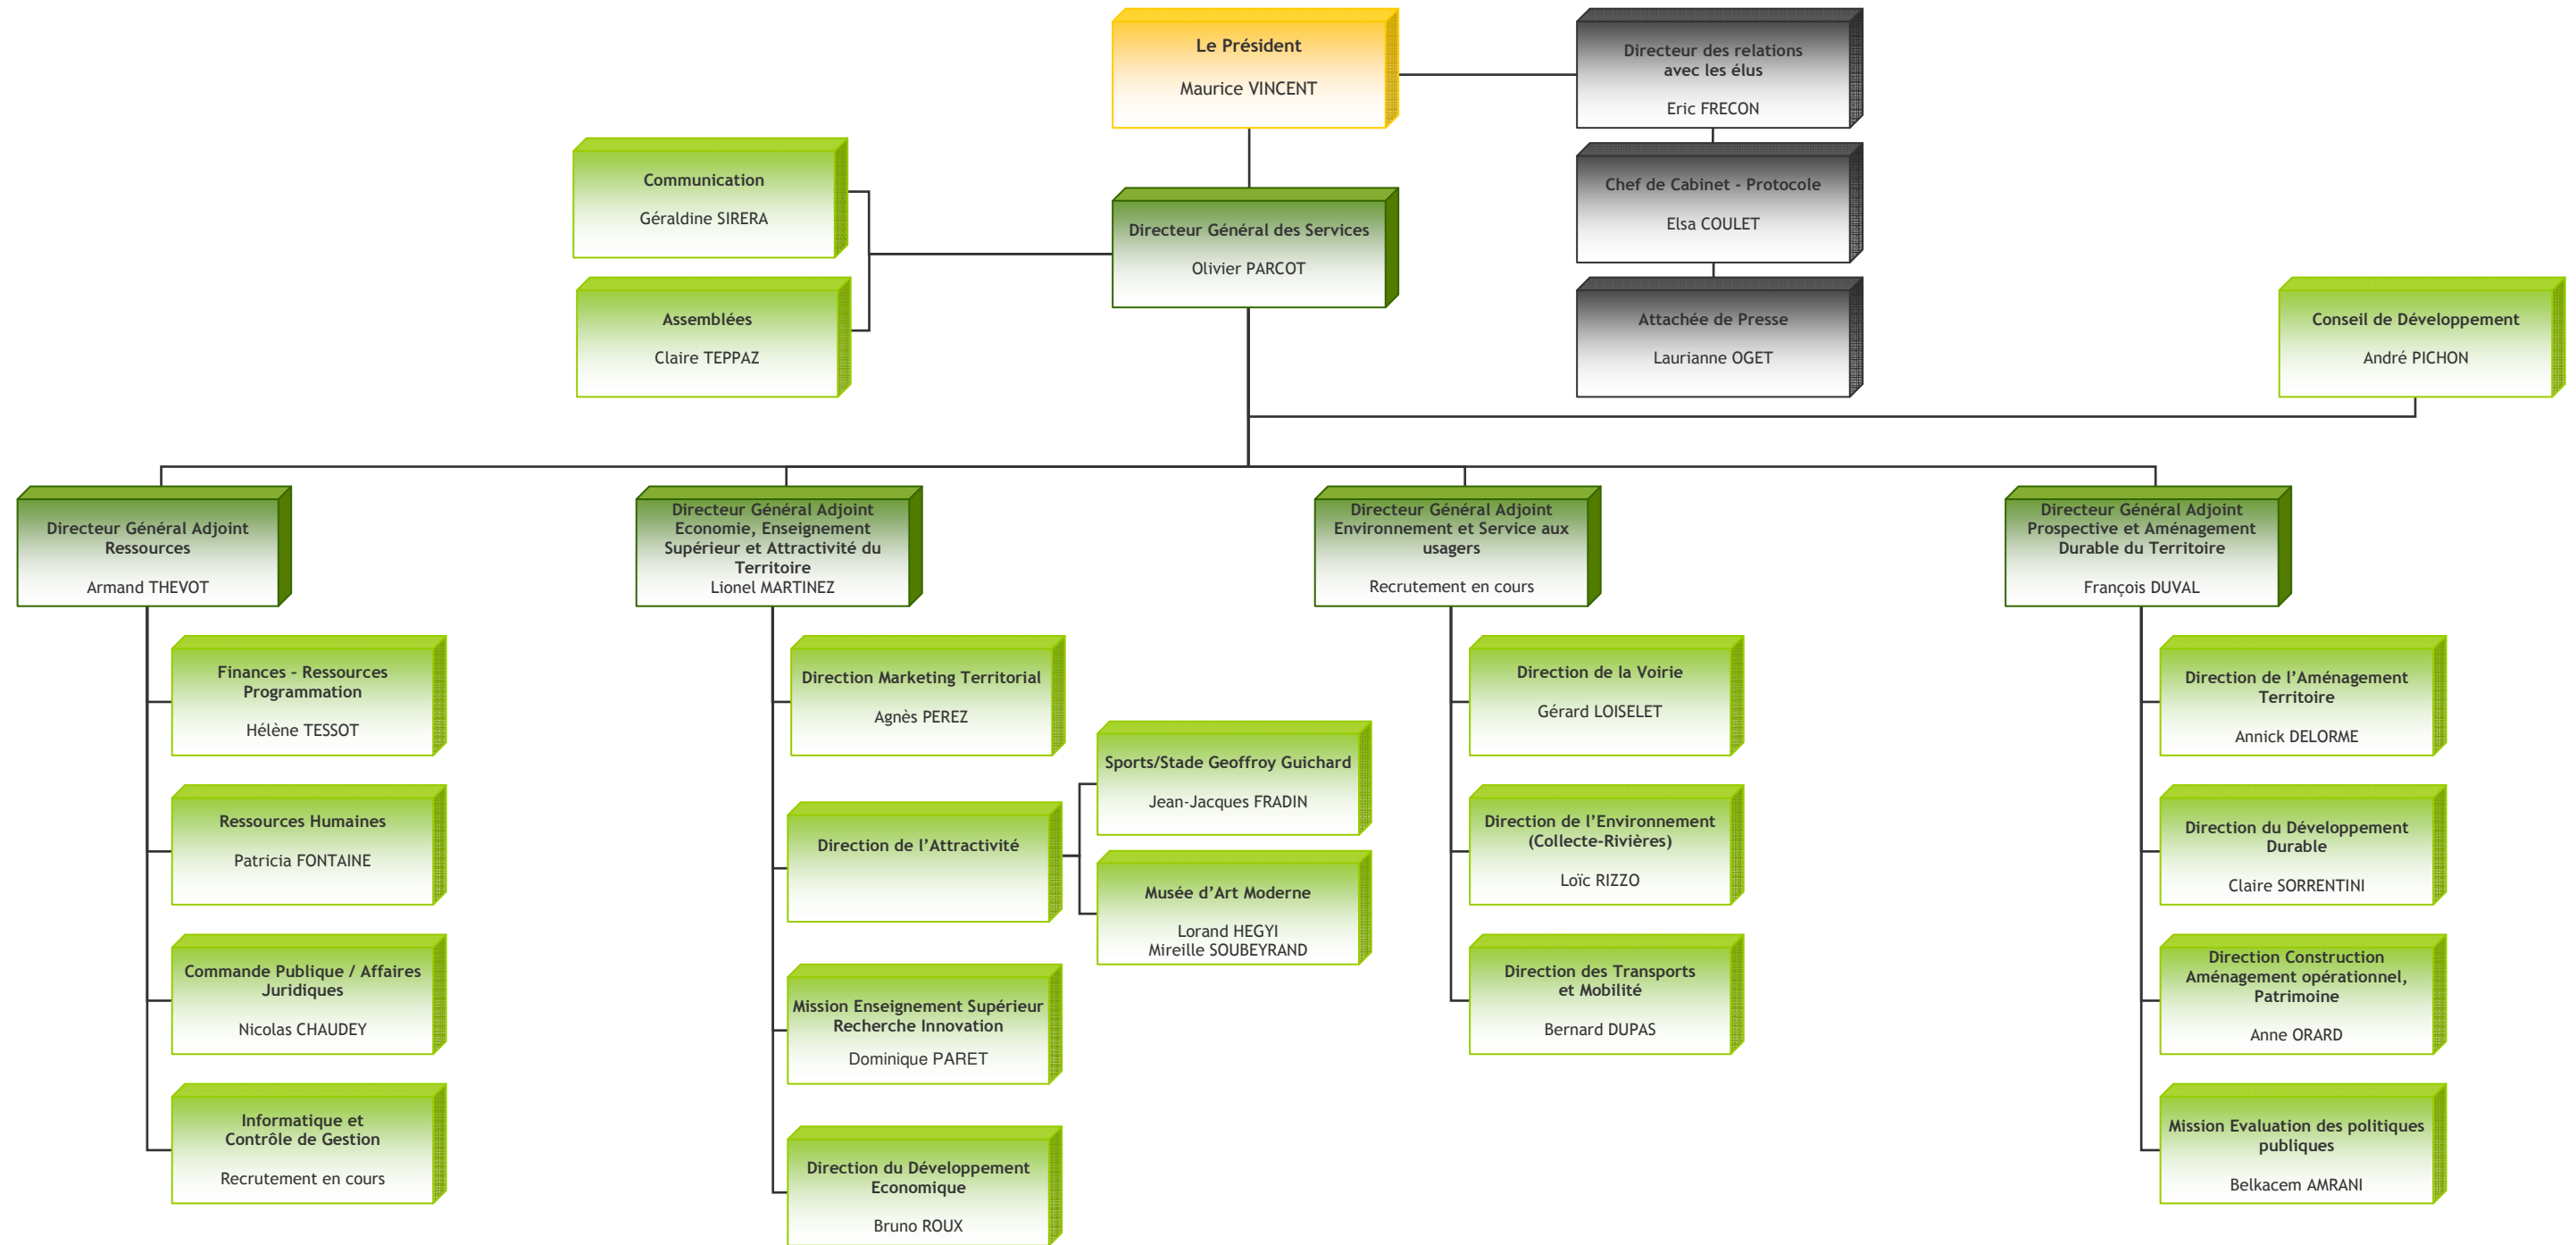 Le Président
Maurice VINCENT
Directeur des relations
avec les élus
Eric FRECON
Communication
Géraldine SIRERA
Chef de Cabinet - Protocole
Elsa COULET
Directeur Général des Services
Olivier PARCOT
Assemblées
Claire TEPPAZ
Attachée de Presse
Laurianne OGET
Conseil de Développement
André PICHON
Directeur Général Adjoint
Ressources
Armand THEVOT
Directeur Général Adjoint
Economie, Enseignement
Supérieur et Attractivité du
Territoire
Lionel MARTINEZ
Directeur Général Adjoint
Environnement et Service aux
usagers
Recrutement en cours
Directeur Général Adjoint
Prospective et Aménagement
Durable du Territoire
François DUVAL
Finances - Ressources
Programmation
Hélène TESSOT
Ressources Humaines
Patricia FONTAINE
Commande Publique / Affaires
Juridiques
Nicolas CHAUDEY
Informatique et
Contrôle de Gestion
Recrutement en cours
Direction Marketing Territorial
Agnès PEREZ
Direction de l’Attractivité
Sports/Stade Geoffroy Guichard
Jean-Jacques FRADIN
Musée d’Art Moderne
Lorand HEGYI
Mireille SOUBEYRAND
Mission Enseignement Supérieur
Recherche Innovation
Dominique PARET
Direction du Développement
Economique
Bruno ROUX
Direction de la Voirie
Gérard LOISELET
Direction de l’Environnement
(Collecte-Rivières)
Loïc RIZZO
Direction des Transports
et Mobilité
Bernard DUPAS
Direction de l’Aménagement
Territoire
Annick DELORME
Direction du Développement
Durable
Claire SORRENTINI
Direction Construction
Aménagement opérationnel,
Patrimoine
Anne ORARD
Mission Evaluation des politiques
publiques
Belkacem AMRANI